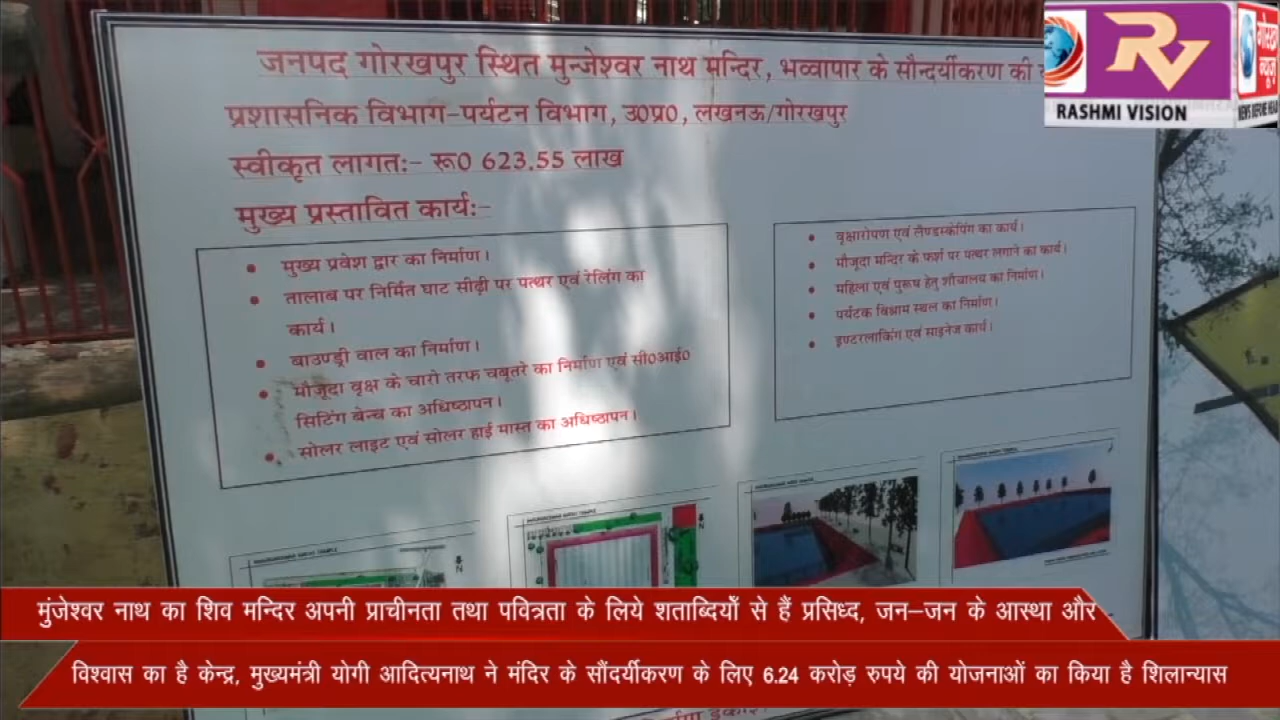 जनपद गोरखपुर स्थित मुन्जेश्वर नाथ मन्दिर, भव्वापार के सौन्दर्यीकरण की
प्रशासनिक विभाग-पर्यटन विभाग, उ0प्र0, लखनऊ/गोरखपुर
स्वीकृत लागतः- रू0 623.55 लाख
मुख्य प्रस्तावित कार्यः-
• मुख्य प्रवेश द्वार का निर्माण।
• तालाब पर निर्मित घाट सीढ़ी पर पत्थर एवं रेलिंग का
कार्य।
• बाउण्ड्री वाल का निर्माण।
• मौजूदा वृक्ष के चारो तरफ चबूतरे का निर्माण एवं सी0आई0
सिटिंग बेन्च का अधिष्ठापन।
• सोलर लाइट एवं सोलर हाई मास्त का अधिष्ठापन।
• वृक्षारोपण एवं लैण्डस्केपिंग का कार्य।
• मौजूदा मन्दिर के फर्श पर पत्थर लगाने का कार्य।
• महिला एवं पुरूष हेतु शौचालय का निर्माण।
• पर्यटक विश्राम स्थल का निर्माण।
• इण्टरलाकिंग एवं साइनेज कार्य।
RV
RASHMI VISION
गोरखपुर
न्यूज
N
N
मुंजेश्वर नाथ का शिव मन्दिर अपनी प्राचीनता तथा पवित्रता के लिये शताब्दियों से हैं प्रसिध्द, जन–जन के आस्था और
विश्वास का है केन्द्र, मुख्यमंत्री योगी आदित्यनाथ ने मंदिर के सौंदर्यीकरण के लिए 6.24 करोड़ रुपये की योजनाओं का किया है शिलान्यास